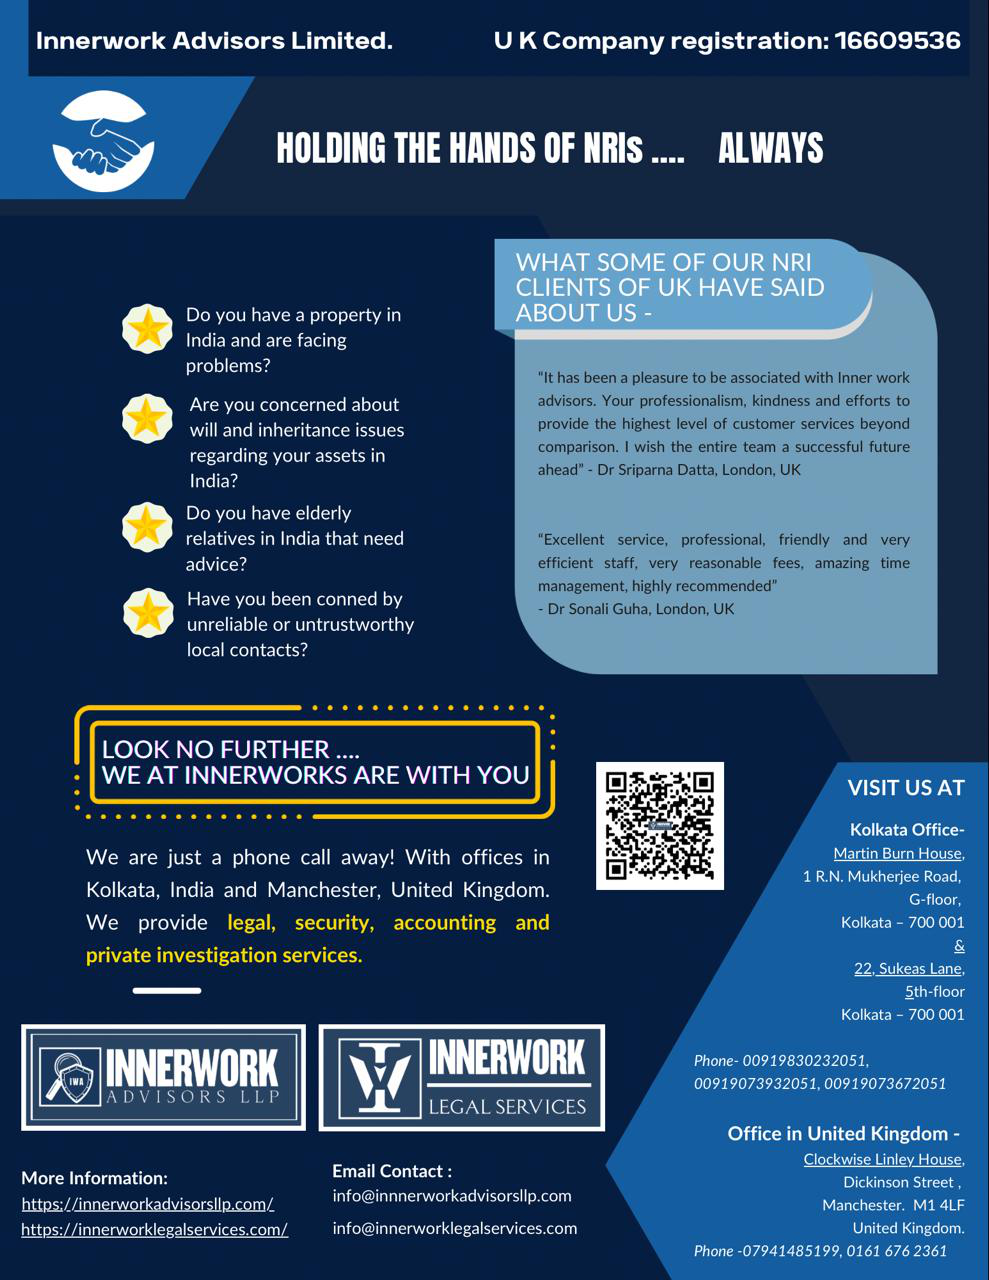 Innerwork Advisors Limited. U K Company registration: 16609536
HOLDING THE HANDS OF NRIs .... ALWAYS
Do you have a property in
India and are facing
problems?
Are you concerned about
will and inheritance issues
regarding your assets in
India?
Do you have elderly
relatives in India that need
advice?
Have you been conned by
unreliable or untrustworthy
local contacts?
WHAT SOME OF OUR NRI
CLIENTS OF UK HAVE SAID
ABOUT US -
“It has been a pleasure to be associated with Inner work
advisors. Your professionalism, kindness and efforts to
provide the highest level of customer services beyond
comparison. I wish the entire team a successful future
ahead” - Dr Sriparna Datta, London, UK
“Excellent service, professional, friendly and very
efficient staff, very reasonable fees, amazing time
management, highly recommended”
- Dr Sonali Guha, London, UK
LOOK NO FURTHER ....
WE AT INNERWORKS ARE WITH YOU
We are just a phone call away! With offices in
Kolkata, India and Manchester, United Kingdom.
We provide legal, security, accounting and
private investigation services.
IWA
INNERWORK
ADVISORS LLP
INNERWORK
LEGAL SERVICES
More Information:
https://innerworkadvisorsllp.com/
https://innerworklegalservices.com/
Email Contact :
info@innnerworkadvisorsllp.com
info@innerworklegalservices.com
VISIT US AT
Kolkata Office-
Martin Burn House,
1 R.N. Mukherjee Road,
G-floor,
Kolkata – 700 001
&
22, Sukeas Lane,
5th-floor
Kolkata – 700 001
Phone- 00919830232051,
00919073932051, 00919073672051
Office in United Kingdom -
Clockwise Linley House,
Dickinson Street ,
Manchester. M1 4LF
United Kingdom.
Phone -07941485199, 0161 676 2361